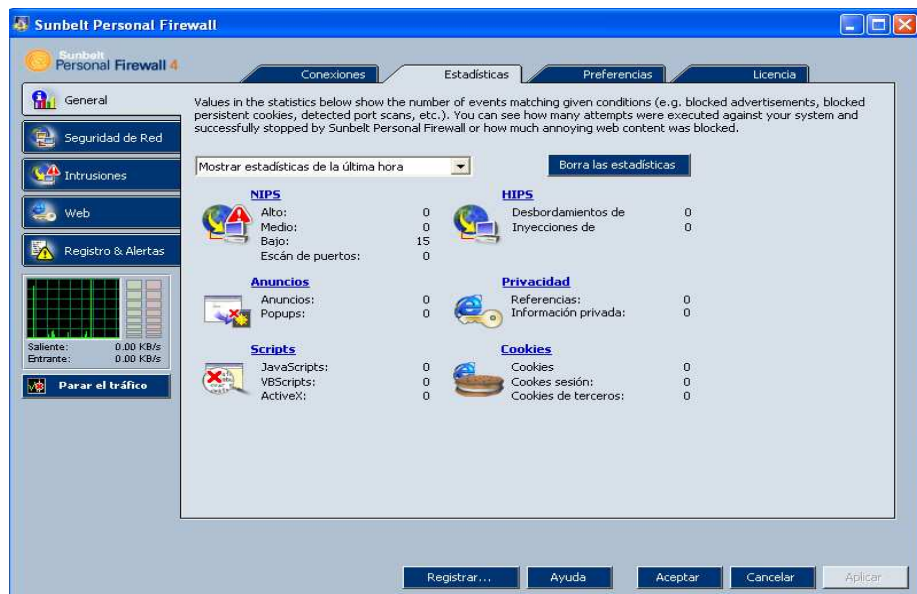 Sunbelt Personal Firewall
Sunbelt
Personal Firewall 4
Conexiones
Estadísticas
Preferencias
Licencia
General
Seguridad de Red
Intrusiones
Web
Registro & Alertas
Saliente: 0.00 KB/s
Entrante: 0.00 KB/s
Parar el tráfico
Values in the statistics below show the number of events matching given conditions (e.g. blocked advertisements, blocked
persistent cookies, detected port scans, etc.). You can see how many attempts were executed against your system and
successfully stopped by Sunbelt Personal Firewall or how much annoying web content was blocked.
Mostrar estadísticas de la última hora
Borra las estadísticas
NIPS
Alto: 0
Medio: 0
Bajo: 15
Escán de puertos: 0
HIPS
Desbordamientos de 0
Inyecciones de 0
Anuncios
Anuncios: 0
Popups: 0
Privacidad
Referencias: 0
Información privada: 0
Scripts
JavaScripts: 0
VBScripts: 0
ActiveX: 0
Cookies
Cookies 0
Cookes sesión: 0
Cookies de terceros: 0
Registrar...
Ayuda
Aceptar
Cancelar
Aplicar